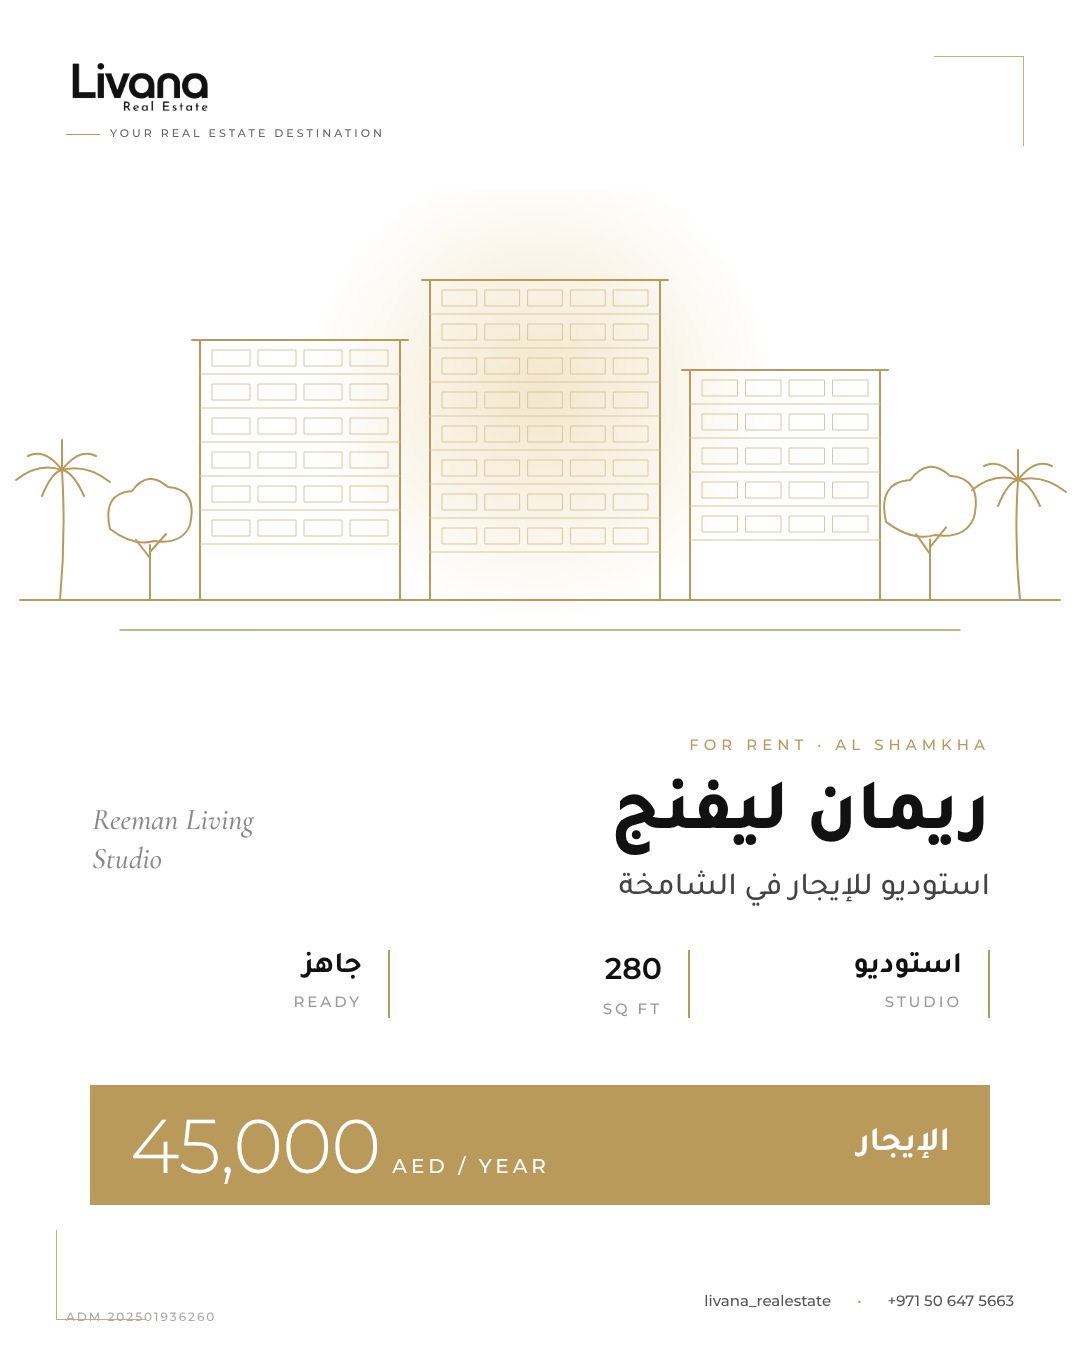 Livana
Real Estate
YOUR REAL ESTATE DESTINATION
FOR RENT · AL SHAMKHA
ريمان ليفنج
Reeman Living
Studio
استوديو للإيجار في الشامخة
استوديو
STUDIO
280
SQ FT
جاهز
READY
الإيجار
45,000 AED / YEAR
livana_realestate · +971 50 647 5663
ADM 202501936260